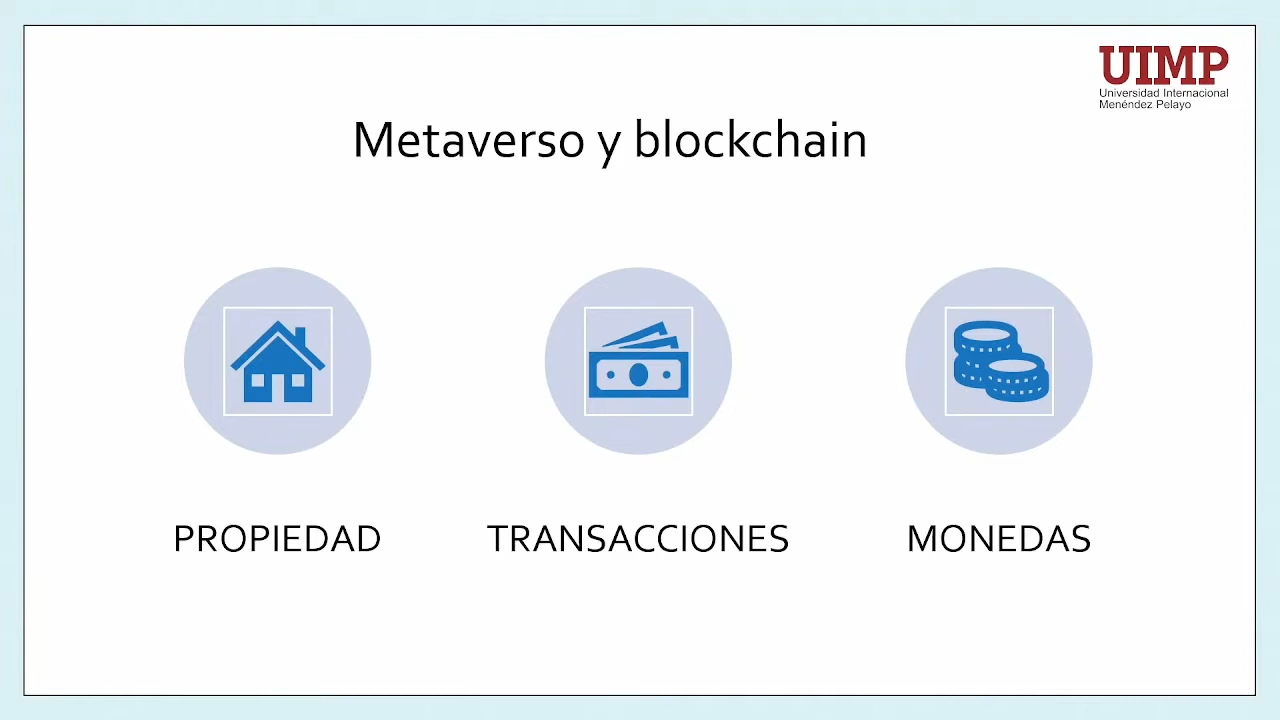 UIMP
Universidad Internacional
Menéndez Pelayo
Metaverso y blockchain
PROPIEDAD
TRANSACCIONES
MONEDAS